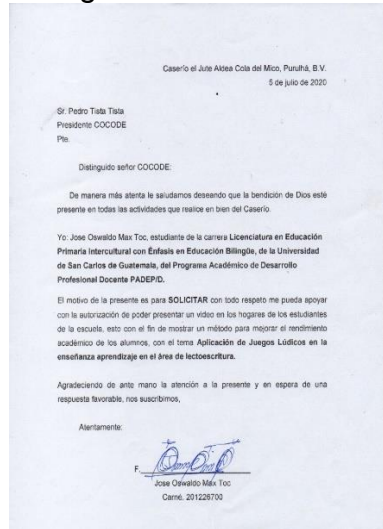 Caserío el Jute Aldea Cola del Mico, Purulhá, B.V.
5 de julio de 2020
Sr. Pedro Tista Tista
Presidente COCODE
Pte.
Distinguido señor COCODE:
De manera más atenta le saludamos deseando que la bendición de Dios esté
presente en todas las actividades que realice en bien del Caserío.
Yo: Jose Oswaldo Max Toc, estudiante de la carrera Licenciatura en Educación
Primaria Intercultural con Énfasis en Educación Bilingüe, de la Universidad
de San Carlos de Guatemala, del Programa Académico de Desarrollo
Profesional Docente PADEP/D.
El motivo de la presente es para SOLICITAR con todo respeto me pueda apoyar
con la autorización de poder presentar un video en los hogares de los estudiantes
de la escuela, esto con el fin de mostrar un método para mejorar el rendimiento
académico de los alumnos, con el tema Aplicación de Juegos Lúdicos en la
enseñanza aprendizaje en el área de lectoescritura.
Agradeciendo de ante mano la atención a la presente y en espera de una
respuesta favorable, nos suscribimos,
Atentamente:
F.
Jose Oswaldo Max Toc
Carné. 201226700